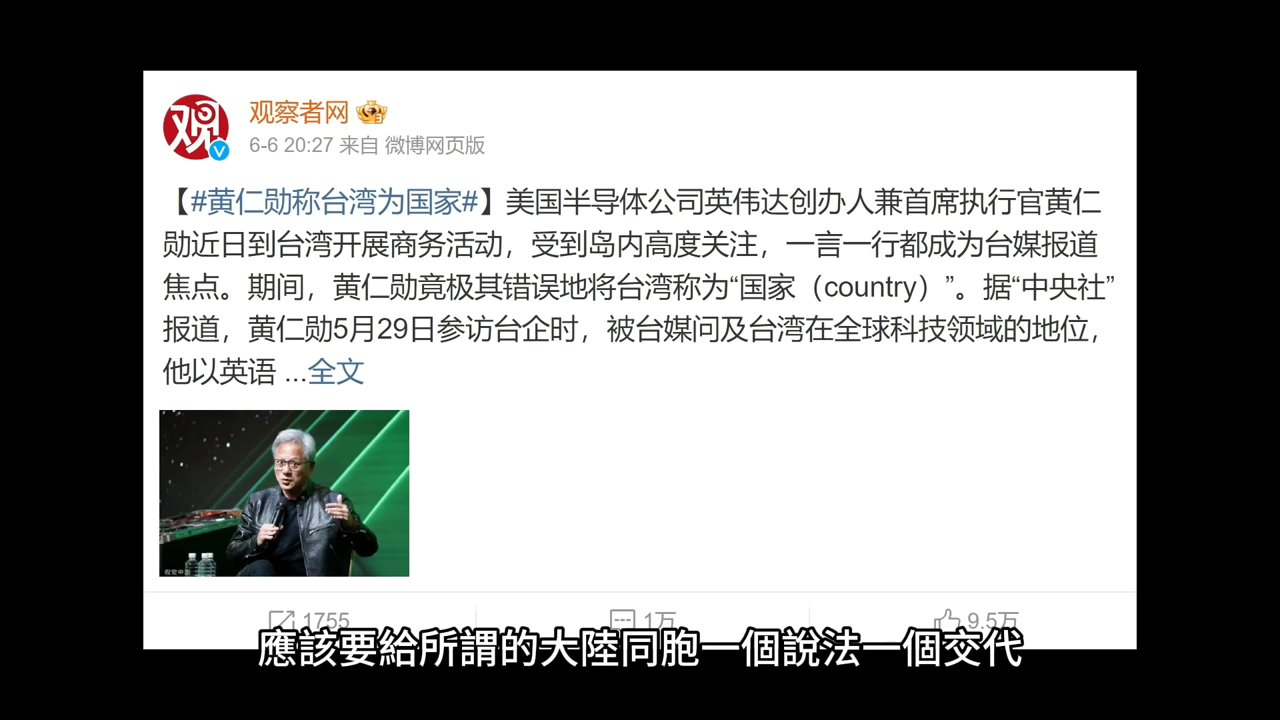 观
观察者网
6-6 20:27 来自 微博网页版
【#黄仁勋称台湾为国家#】美国半导体公司英伟达创办人兼首席执行官黄仁
勋近日到台湾开展商务活动，受到岛内高度关注，一言一行都成为台媒报道
焦点。期间，黄仁勋竟极其错误地将台湾称为“国家（country）”。据“中央社”
报道，黄仁勋5月29日参访台企时，被台媒问及台湾在全球科技领域的地位，
他以英语 ...全文
视觉中国
1755
1万
9.5万
應該要給所謂的大陸同胞一個說法一個交代